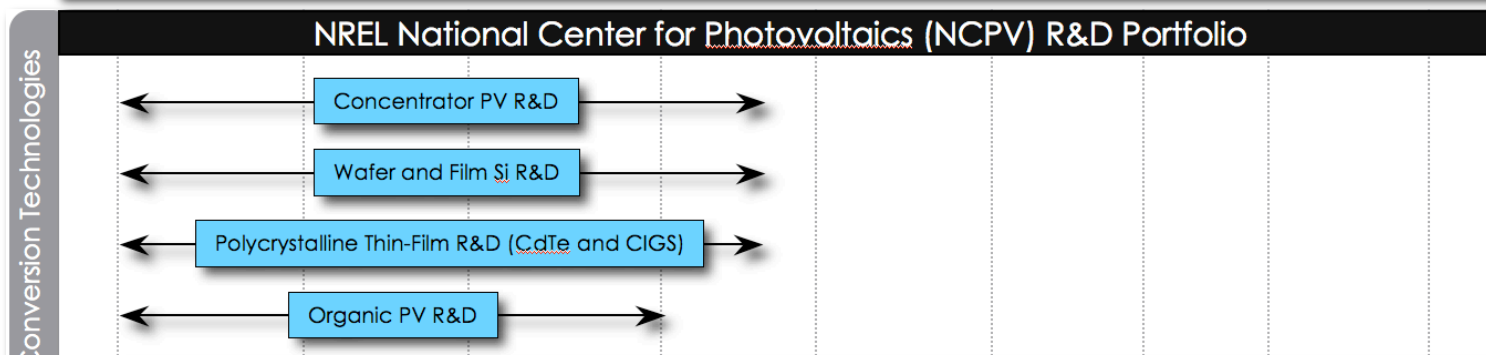 NREL National Center for Photovoltaics (NCPV) R&D Portfolio
Conversion Technologies
Concentrator PV R&D
Wafer and Film Si R&D
Polycrystalline Thin-Film R&D (CdTe and CIGS)
Organic PV R&D